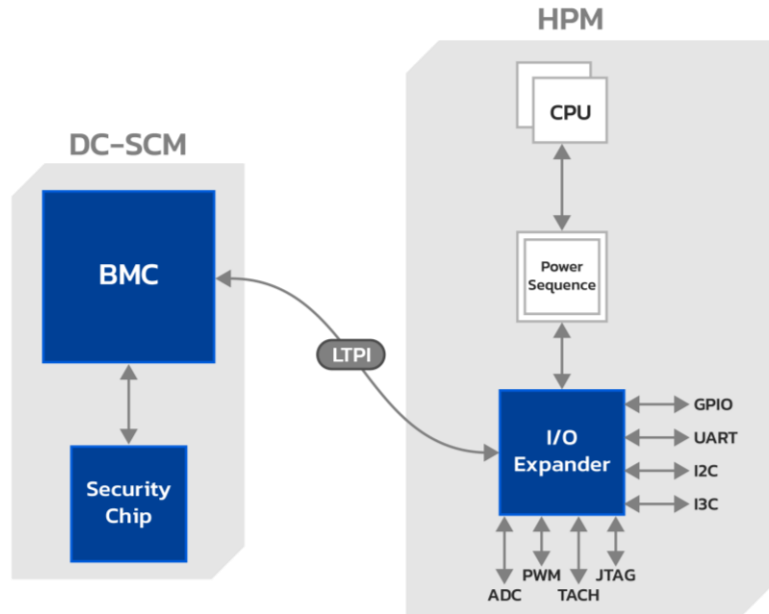 HPM
DC-SCM
CPU
BMC
Power
Sequence
LTPI
I/O
Expander
GPIO
UART
I2C
I3C
Security
Chip
ADC
PWM
TACH
JTAG